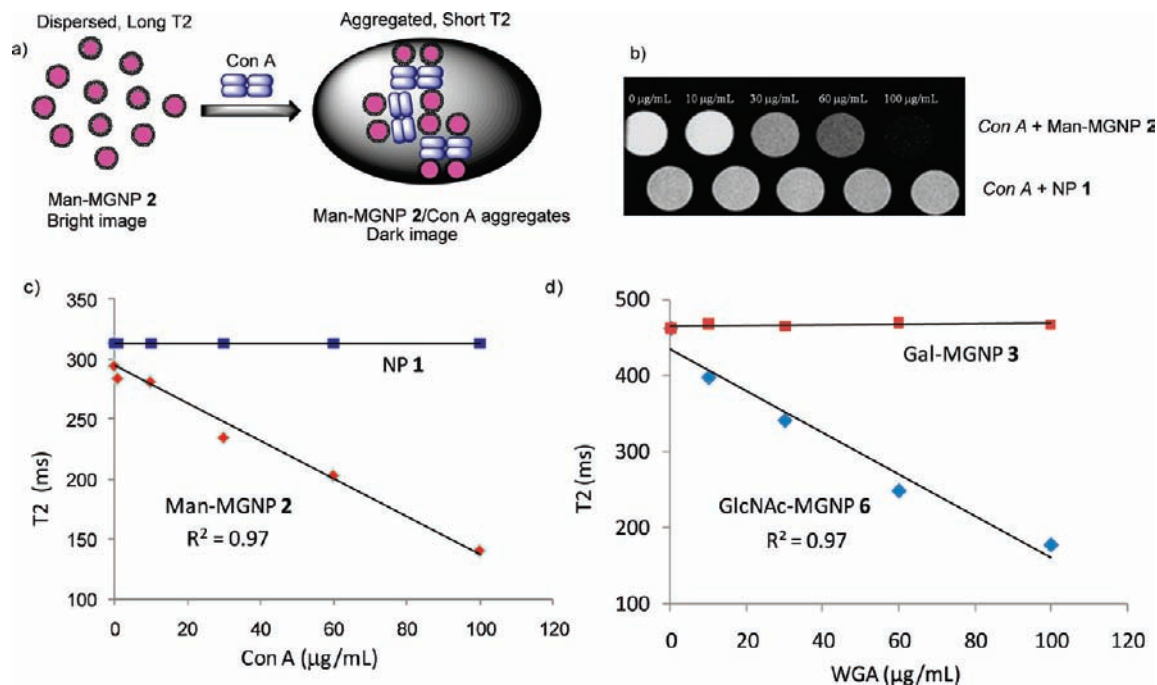 a)
Dispersed, Long T2
Con A
Aggregated, Short T2
Man-MGNP 2
Bright image
Man-MGNP 2/Con A aggregates
Dark image
b)
0 µg/mL 10 µg/mL 30 µg/mL 60 µg/mL 100 µg/mL
Con A + Man-MGNP 2
Con A + NP 1
c)
350
300
250
200
150
100
T2 (ms)
NP 1
Man-MGNP 2
R² = 0.97
0 20 40 60 80 100 120
Con A (µg/mL)
d)
500
400
300
200
100
T2 (ms)
Gal-MGNP 3
GlcNAc-MGNP 6
R² = 0.97
0 20 40 60 80 100 120
WGA (µg/mL)